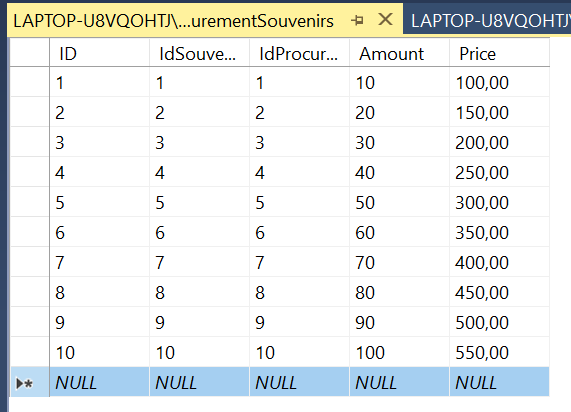 LAPTOP-U8VQOHTJ\...urementSouvenirs LAPTOP-U8VQOHTJ\
ID IdSouve... IdProcur... Amount Price
1 1 1 10 100,00
2 2 2 20 150,00
3 3 3 30 200,00
4 4 4 40 250,00
5 5 5 50 300,00
6 6 6 60 350,00
7 7 7 70 400,00
8 8 8 80 450,00
9 9 9 90 500,00
10 10 10 100 550,00
NULL NULL NULL NULL NULL